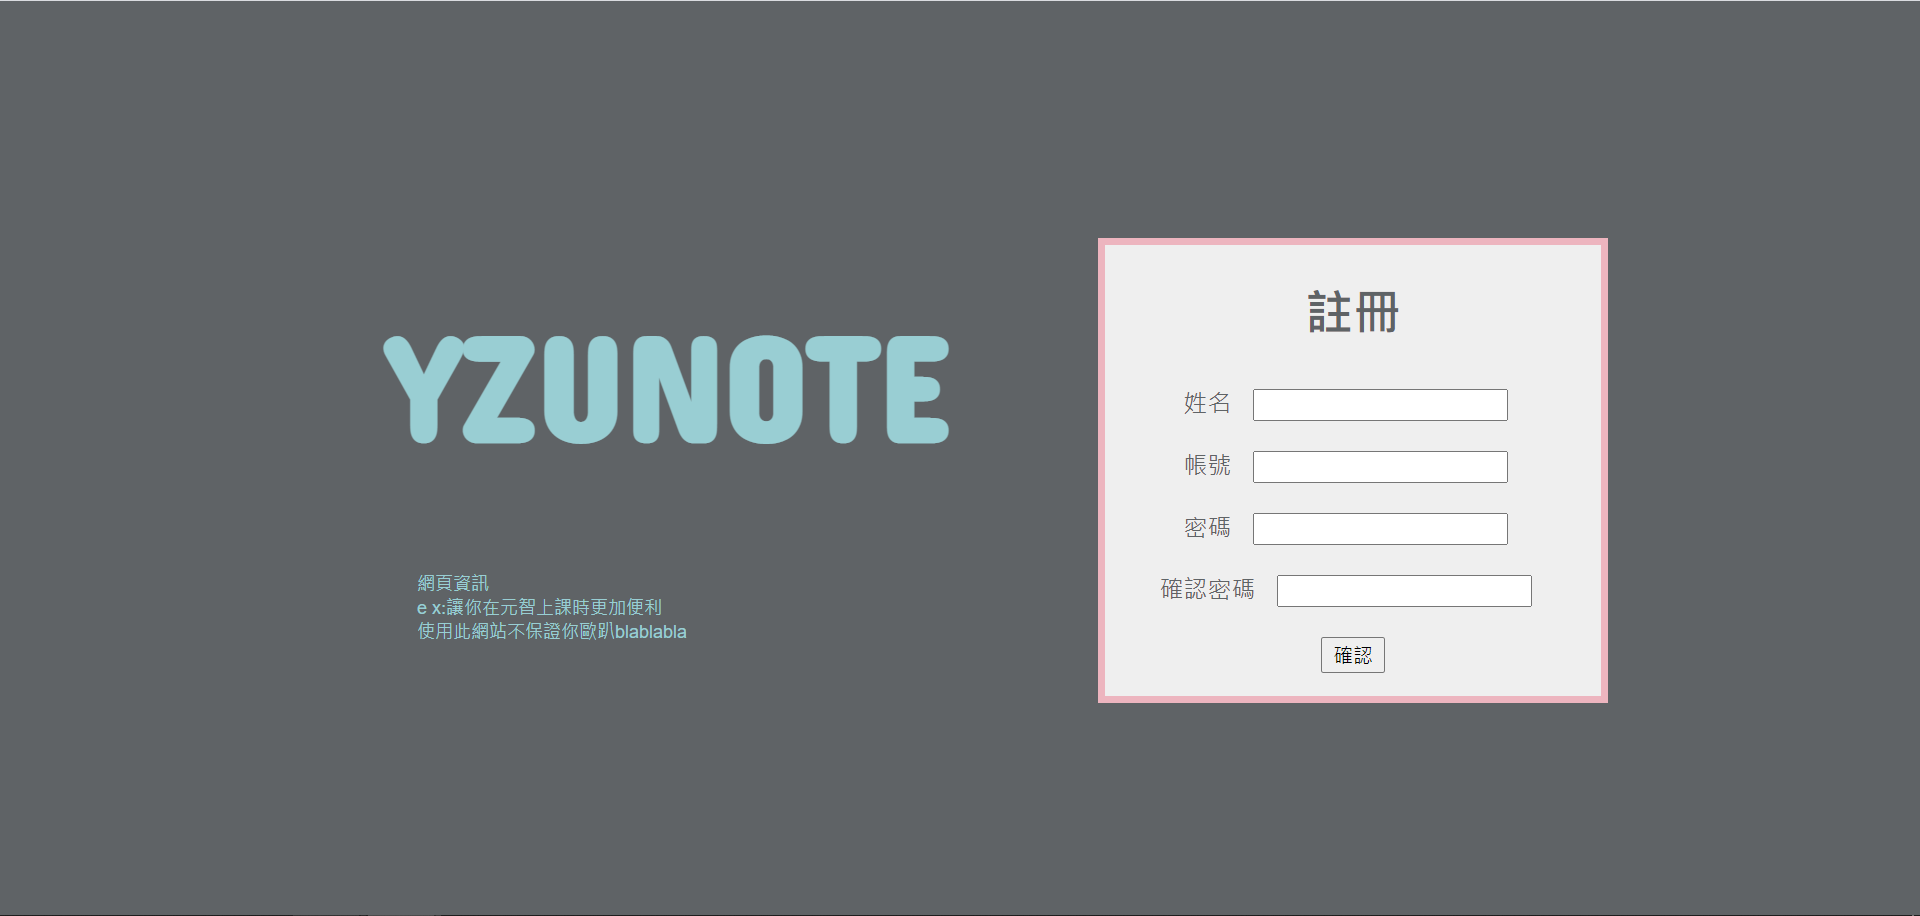 YZUNOTE
網頁資訊
e x:讓你在元智上課時更加便利
使用此網站不保證你歐趴blablabla
註冊
姓名
帳號
密碼
確認密碼
確認